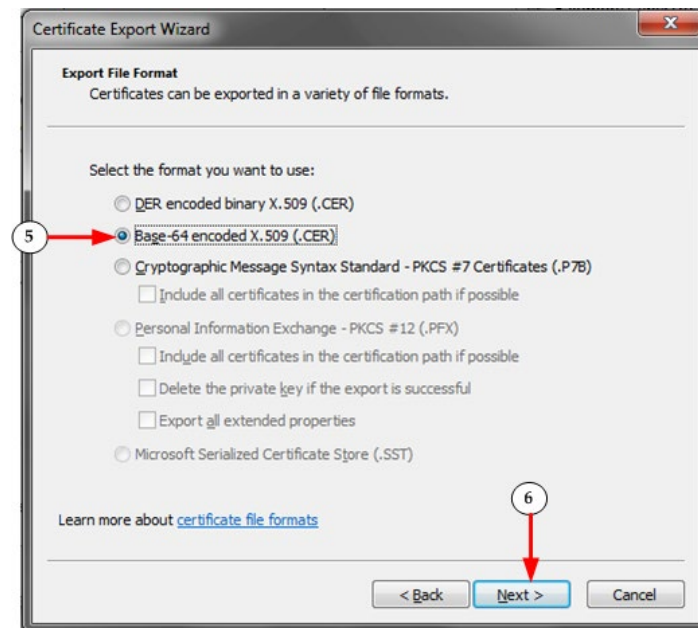 Certificate Export Wizard
Export File Format
Certificates can be exported in a variety of file formats.
Select the format you want to use:
DER encoded binary X.509 (.CER)
5
Base-64 encoded X.509 (.CER)
Cryptographic Message Syntax Standard - PKCS #7 Certificates (.P7B)
Include all certificates in the certification path if possible
Personal Information Exchange - PKCS #12 (.PFX)
Include all certificates in the certification path if possible
Delete the private key if the export is successful
Export all extended properties
Microsoft Serialized Certificate Store (.SST)
6
Learn more about certificate file formats
< Back Next > Cancel